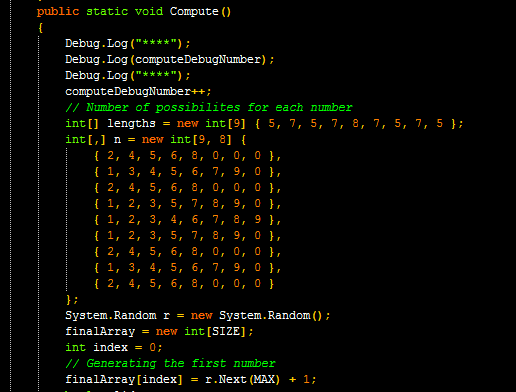 public static void Compute()
{
Debug.Log("****");
Debug.Log(computeDebugNumber);
Debug.Log("****");
computeDebugNumber++;
// Number of possibilites for each number
int[] lengths = new int[9] { 5, 7, 5, 7, 8, 7, 5, 7, 5 };
int[,] n = new int[9, 8] {
{ 2, 4, 5, 6, 8, 0, 0, 0 },
{ 1, 3, 4, 5, 6, 7, 9, 0 },
{ 2, 4, 5, 6, 8, 0, 0, 0 },
{ 1, 2, 3, 5, 7, 8, 9, 0 },
{ 1, 2, 3, 4, 6, 7, 8, 9 },
{ 1, 2, 3, 5, 7, 8, 9, 0 },
{ 2, 4, 5, 6, 8, 0, 0, 0 },
{ 1, 3, 4, 5, 6, 7, 9, 0 },
{ 2, 4, 5, 6, 8, 0, 0, 0 }
};
System.Random r = new System.Random();
finalArray = new int[SIZE];
int index = 0;
// Generating the first number
finalArray[index] = r.Next(MAX) + 1;